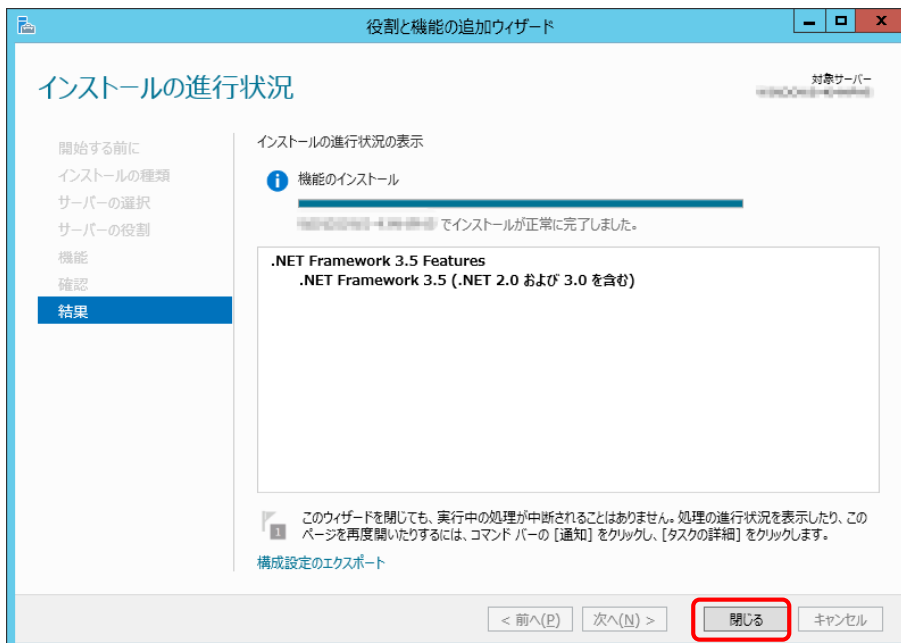 役割と機能の追加ウィザード
インストールの進行状況
対象サーバー
開始する前に
インストールの種類
サーバーの選択
サーバーの役割
機能
確認
結果
インストールの進行状況の表示
機能のインストール
でインストールが正常に完了しました。
.NET Framework 3.5 Features
.NET Framework 3.5 (.NET 2.0 および 3.0 を含む)
1
このウィザードを閉じても、実行中の処理が中断されることはありません。処理の進行状況を表示したり、この
ページを再度開いたりするには、コマンド バーの [通知] をクリックし、[タスクの詳細] をクリックします。
構成設定のエクスポート
< 前へ(P)
次へ(N) >
閉じる
キャンセル